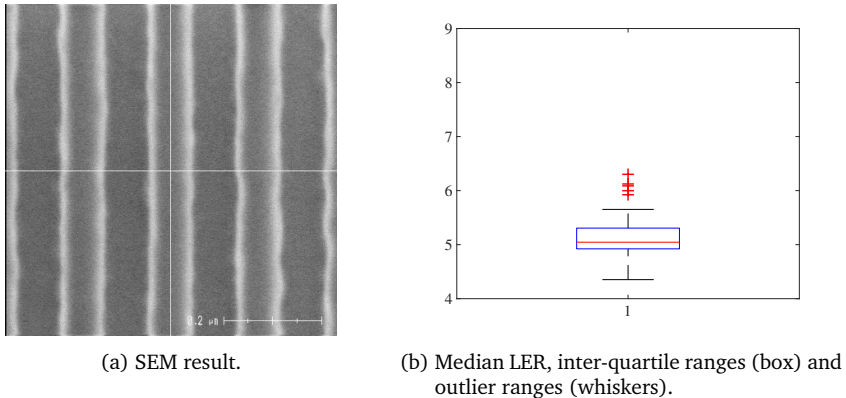 0.2 µm
9
8
7
6
5
4
1
(a) SEM result.
(b) Median LER, inter-quartile ranges (box) and
outlier ranges (whiskers).